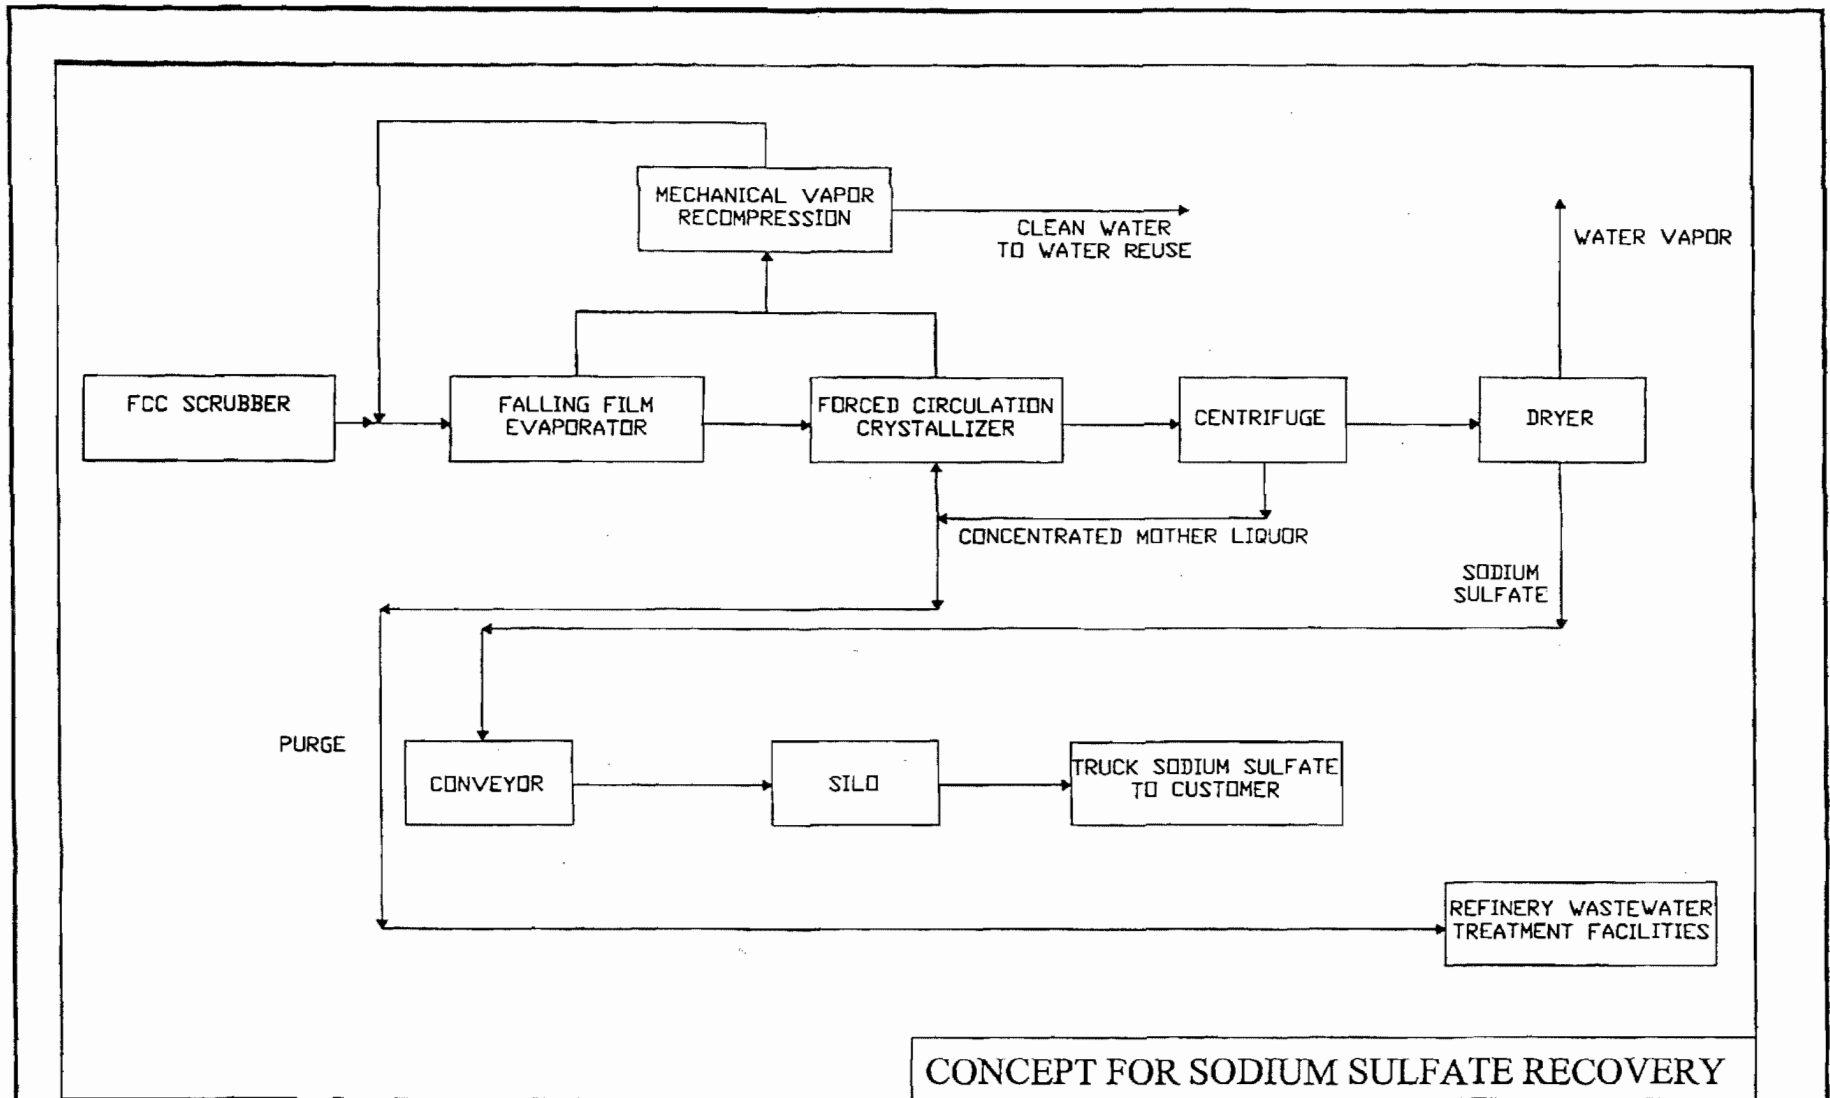 MECHANICAL VAPOR
RECOMPRESSION
CLEAN WATER
TO WATER REUSE
WATER VAPOR
FCC SCRUBBER
FALLING FILM
EVAPORATOR
FORCED CIRCULATION
CRYSTALLIZER
CENTRIFUGE
DRYER
CONCENTRATED MOTHER LIQUOR
SODIUM
SULFATE
PURGE
CONVEYOR
SILO
TRUCK SODIUM SULFATE
TO CUSTOMER
REFINERY WASTEWATER
TREATMENT FACILITIES
CONCEPT FOR SODIUM SULFATE RECOVERY